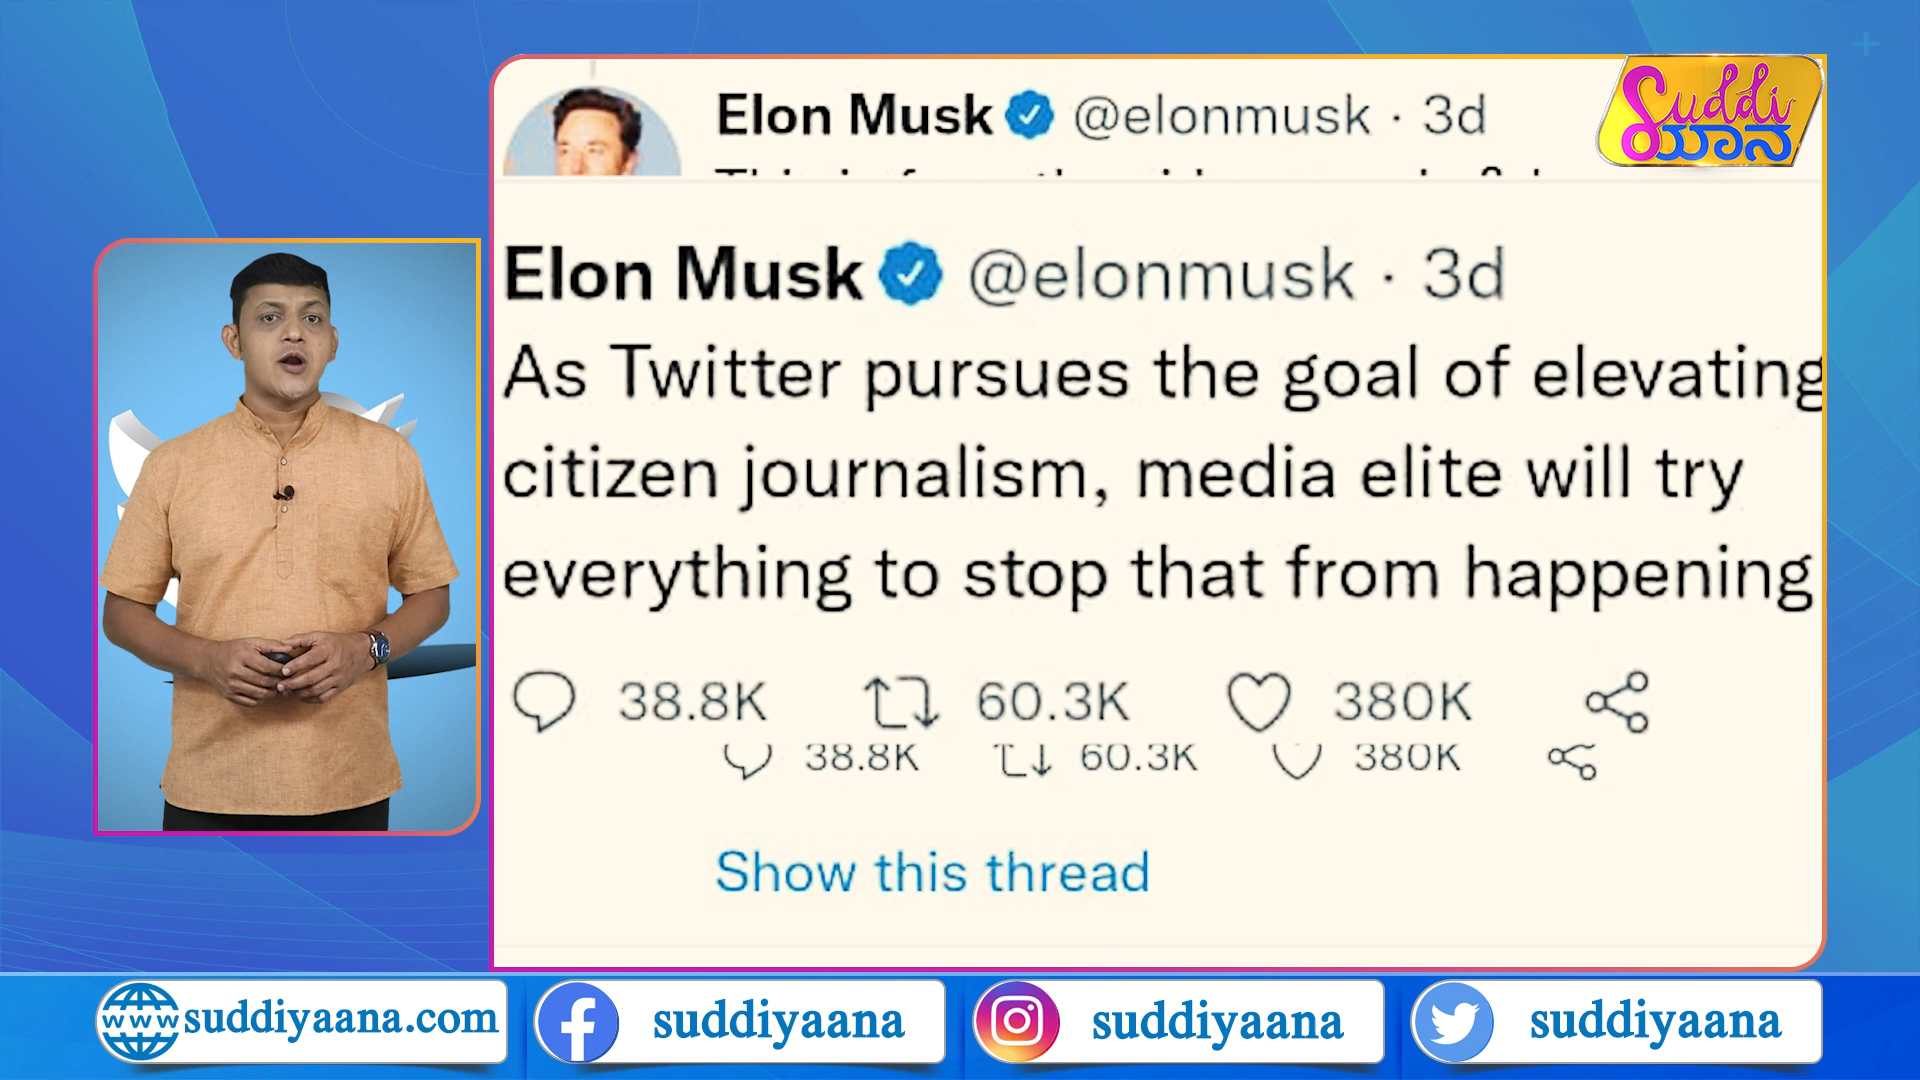 Elon Musk @elonmusk · 3d
Suddi
ಯಾನ
Elon Musk @elonmusk · 3d
As Twitter pursues the goal of elevating
citizen journalism, media elite will try
everything to stop that from happening
38.8K 60.3K 380K
38.8K 60.3K 380K
Show this thread
www suddiyaana.com suddiyaana suddiyaana suddiyaana